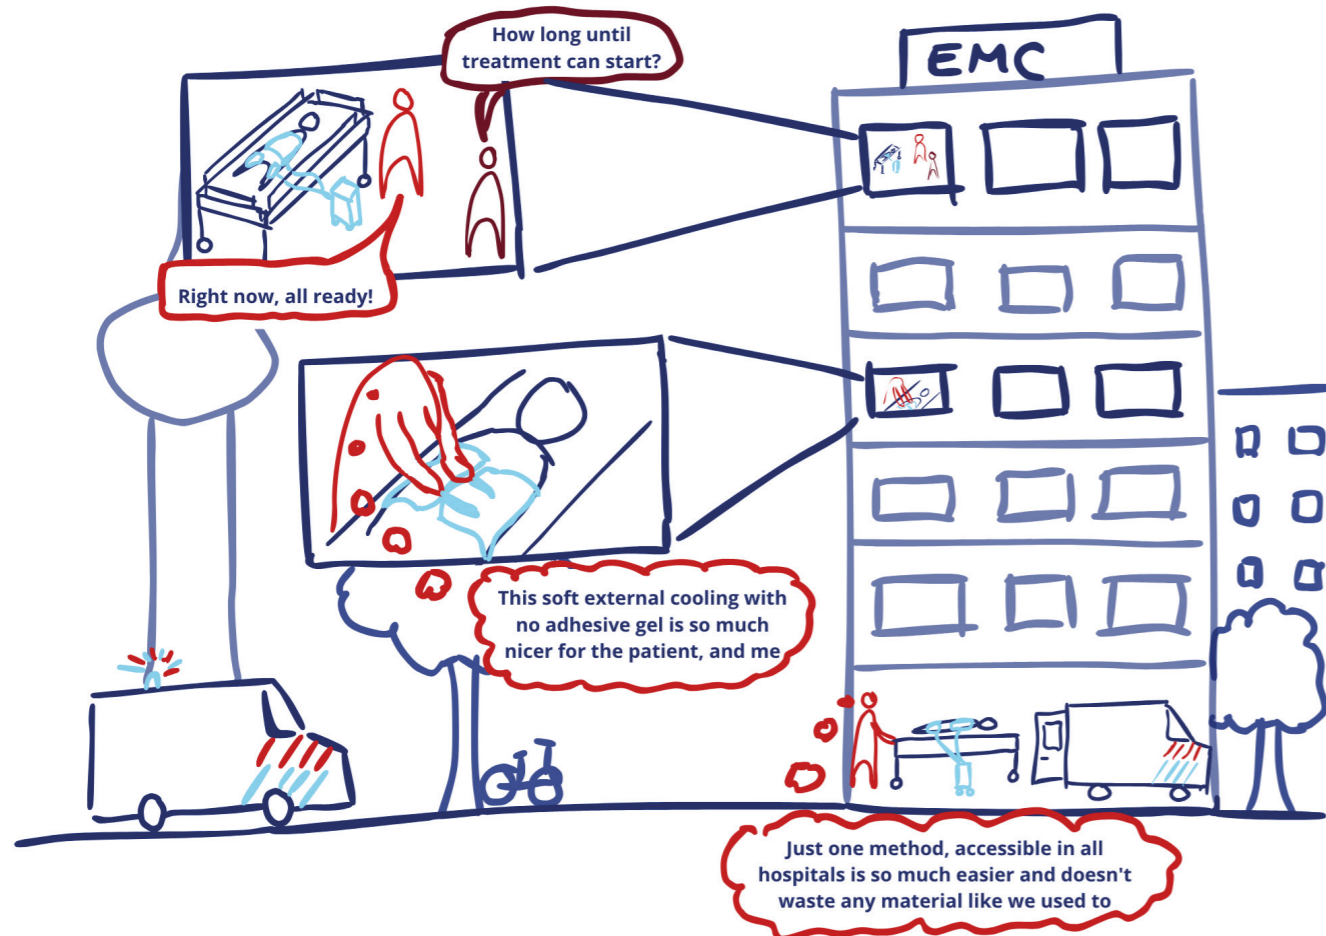 How long until
treatment can start?
EMC
Right now, all ready!
This soft external cooling with
no adhesive gel is so much
nicer for the patient, and me
Just one method, accessible in all
hospitals is so much easier and doesn't
waste any material like we used to